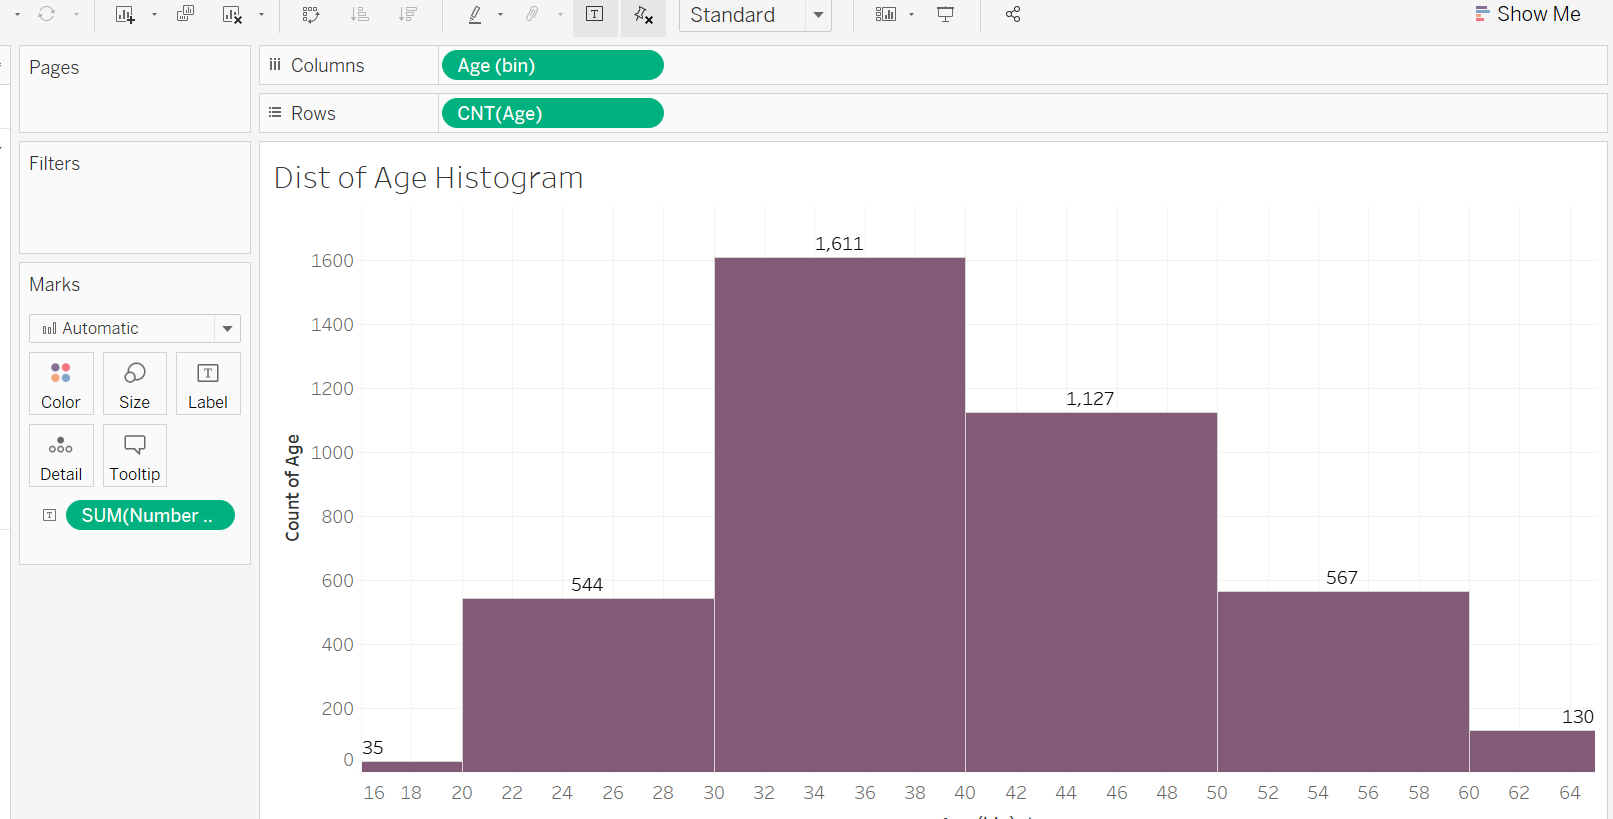 Standard
Show Me
Pages
Columns
Age (bin)
Rows
CNT(Age)
Filters
Marks
Automatic
Color
Size
Label
Detail
Tooltip
SUM(Number ..
Dist of Age Histogram
Count of Age
1600
1400
1200
1000
800
600
400
200
0
35
544
1,611
1,127
567
130
16 18 20 22 24 26 28 30 32 34 36 38 40 42 44 46 48 50 52 54 56 58 60 62 64